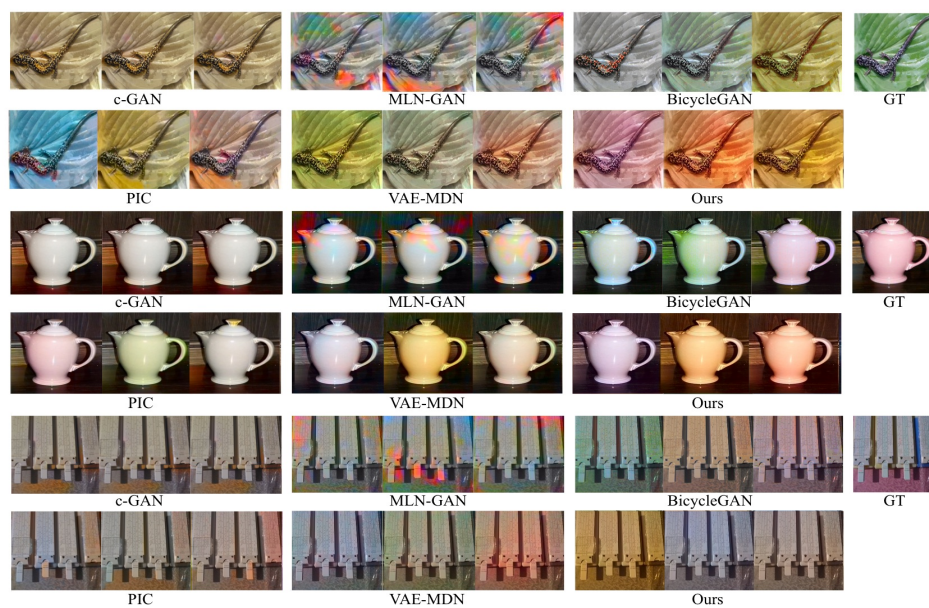 c-GAN MLN-GAN BicycleGAN GT
PIC VAE-MDN Ours
c-GAN MLN-GAN BicycleGAN GT
PIC VAE-MDN Ours
c-GAN MLN-GAN BicycleGAN GT
PIC VAE-MDN Ours